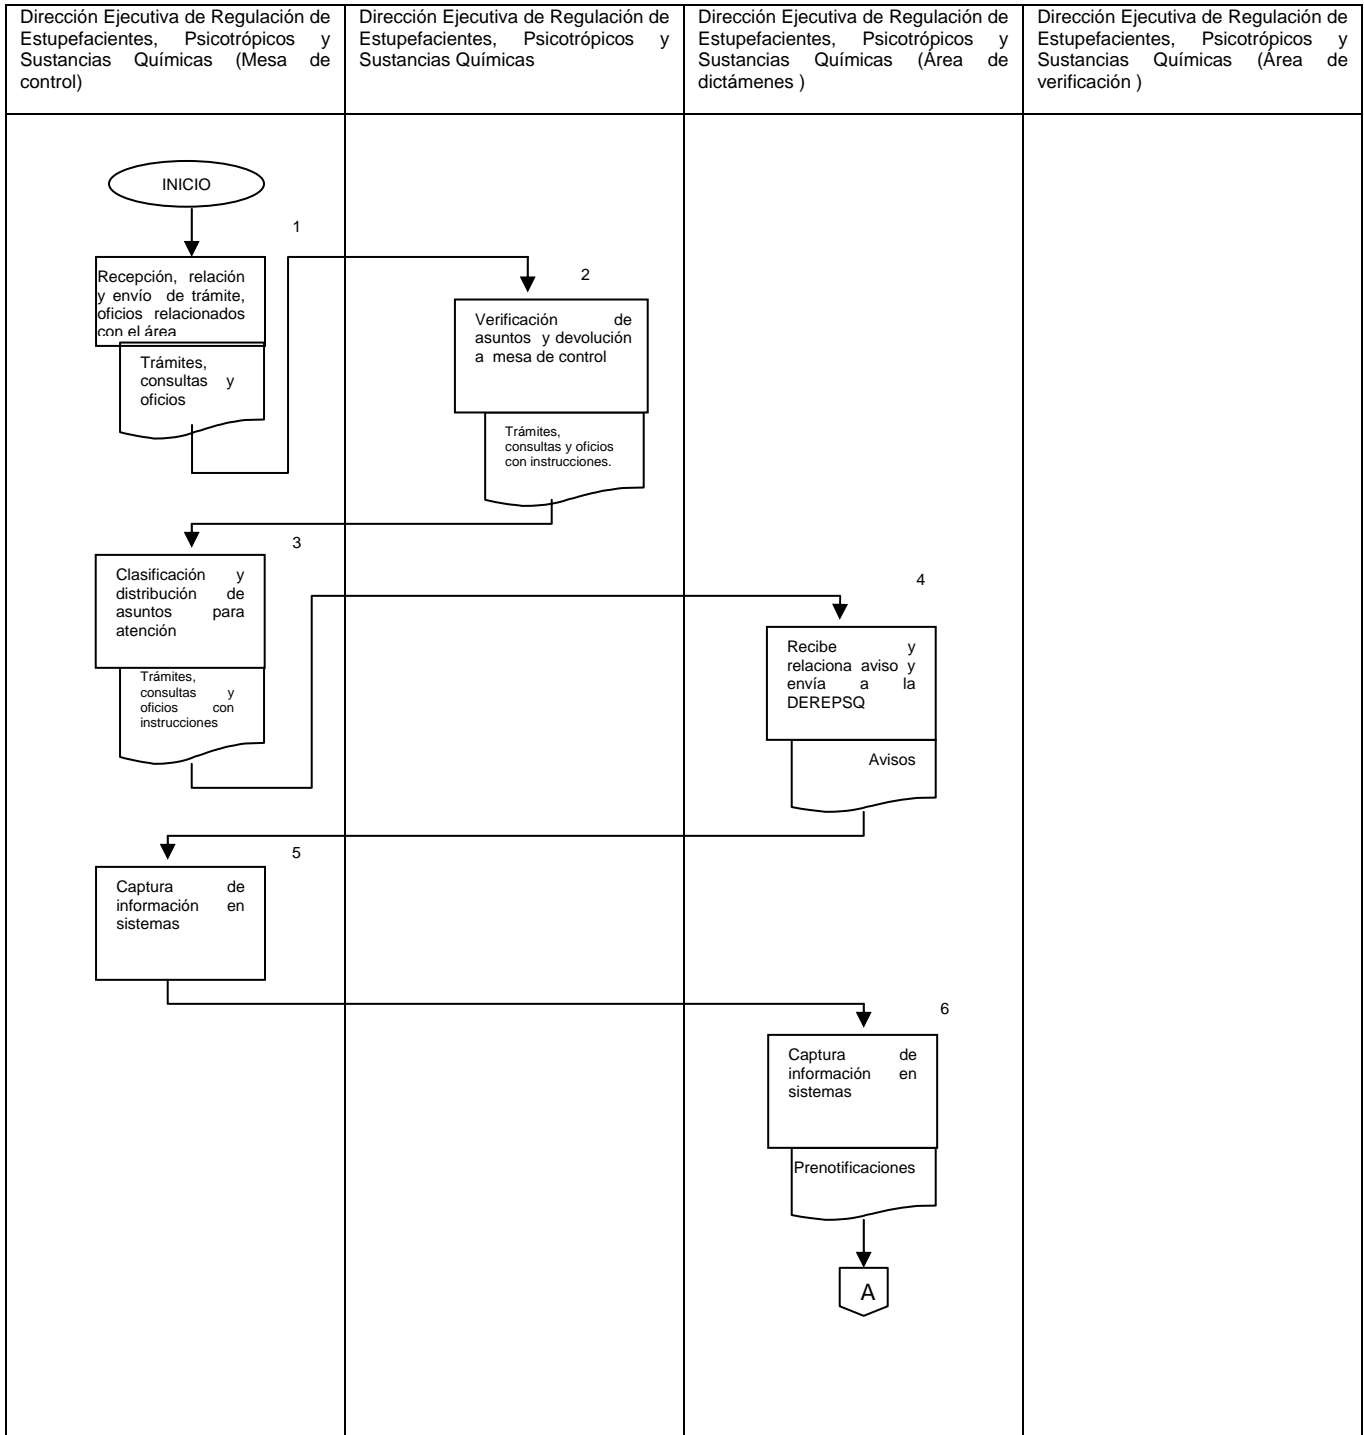 Dirección Ejecutiva de Regulación de
Estupefacientes, Psicotrópicos y
Sustancias Químicas (Mesa de
control)
Dirección Ejecutiva de Regulación de
Estupefacientes, Psicotrópicos y
Sustancias Químicas
Dirección Ejecutiva de Regulación de
Estupefacientes, Psicotrópicos y
Sustancias Químicas (Área de
dictámenes )
Dirección Ejecutiva de Regulación de
Estupefacientes, Psicotrópicos y
Sustancias Químicas (Área de
verificación )
INICIO
1
Recepción, relación
y envío de trámite,
oficios relacionados
con el área
Trámites,
consultas y
oficios
2
Verificación de
asuntos y devolución
a mesa de control
Trámites,
consultas y oficios
con instrucciones.
3
Clasificación y
distribución de
asuntos para
atención
Trámites,
consultas y
oficios con
instrucciones
4
Recibe y
relaciona aviso y
envía a la
DEREPSQ
Avisos
5
Captura de
información en
sistemas
6
Captura de
información en
sistemas
Prenotificaciones
A